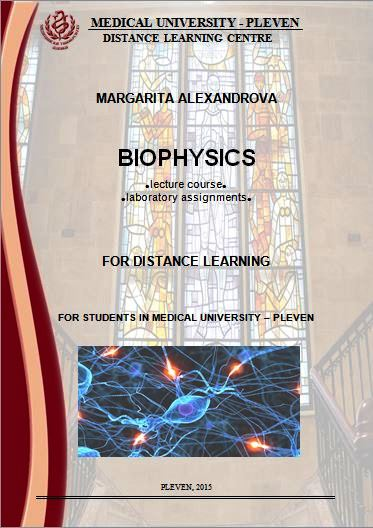 MEDICAL UNIVERSITY - PLEVEN
DISTANCE LEARNING CENTRE
MARGARITA ALEXANDROVA
BIOPHYSICS
•lecture course•
•laboratory assignments•
FOR DISTANCE LEARNING
FOR STUDENTS IN MEDICAL UNIVERSITY – PLEVEN
PLEVEN, 2015